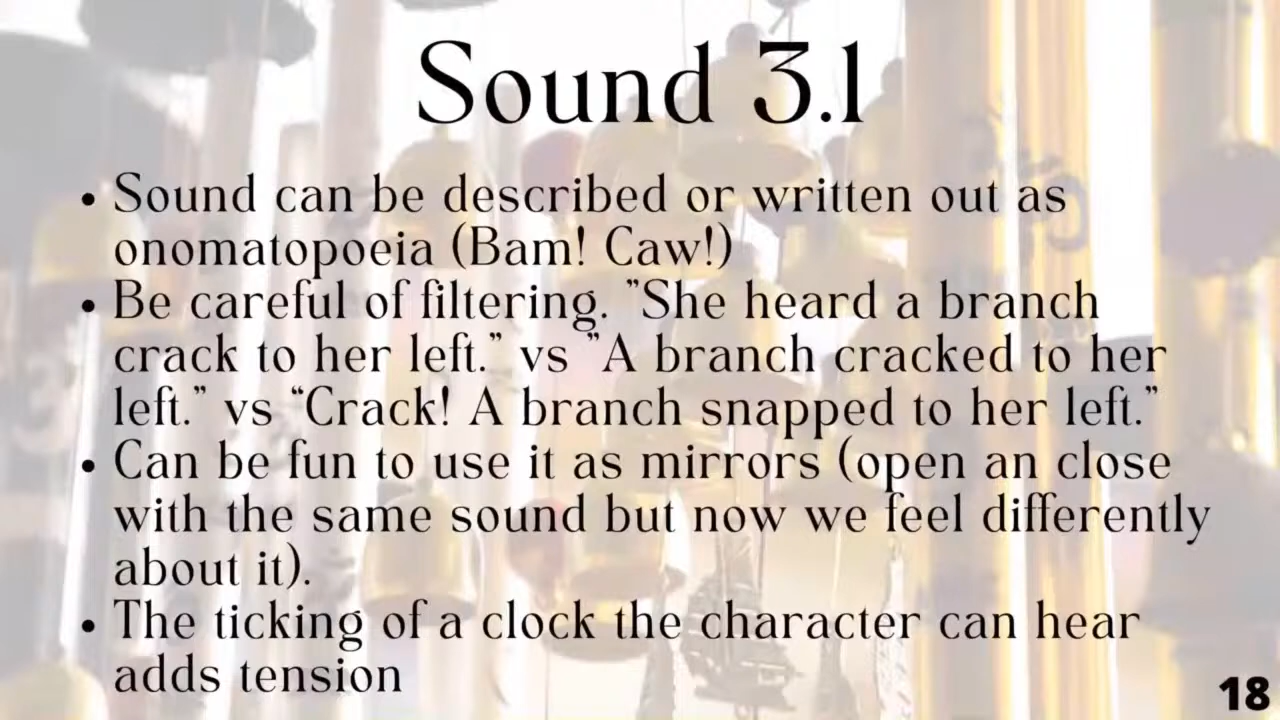 Sound 3.1
• Sound can be described or written out as
onomatopoeia (Bam! Caw!)
• Be careful of filtering. ”She heard a branch
crack to her left.” vs ”A branch cracked to her
left.” vs “Crack! A branch snapped to her left.”
• Can be fun to use it as mirrors (open an close
with the same sound but now we feel differently
about it).
• The ticking of a clock the character can hear
adds tension
18